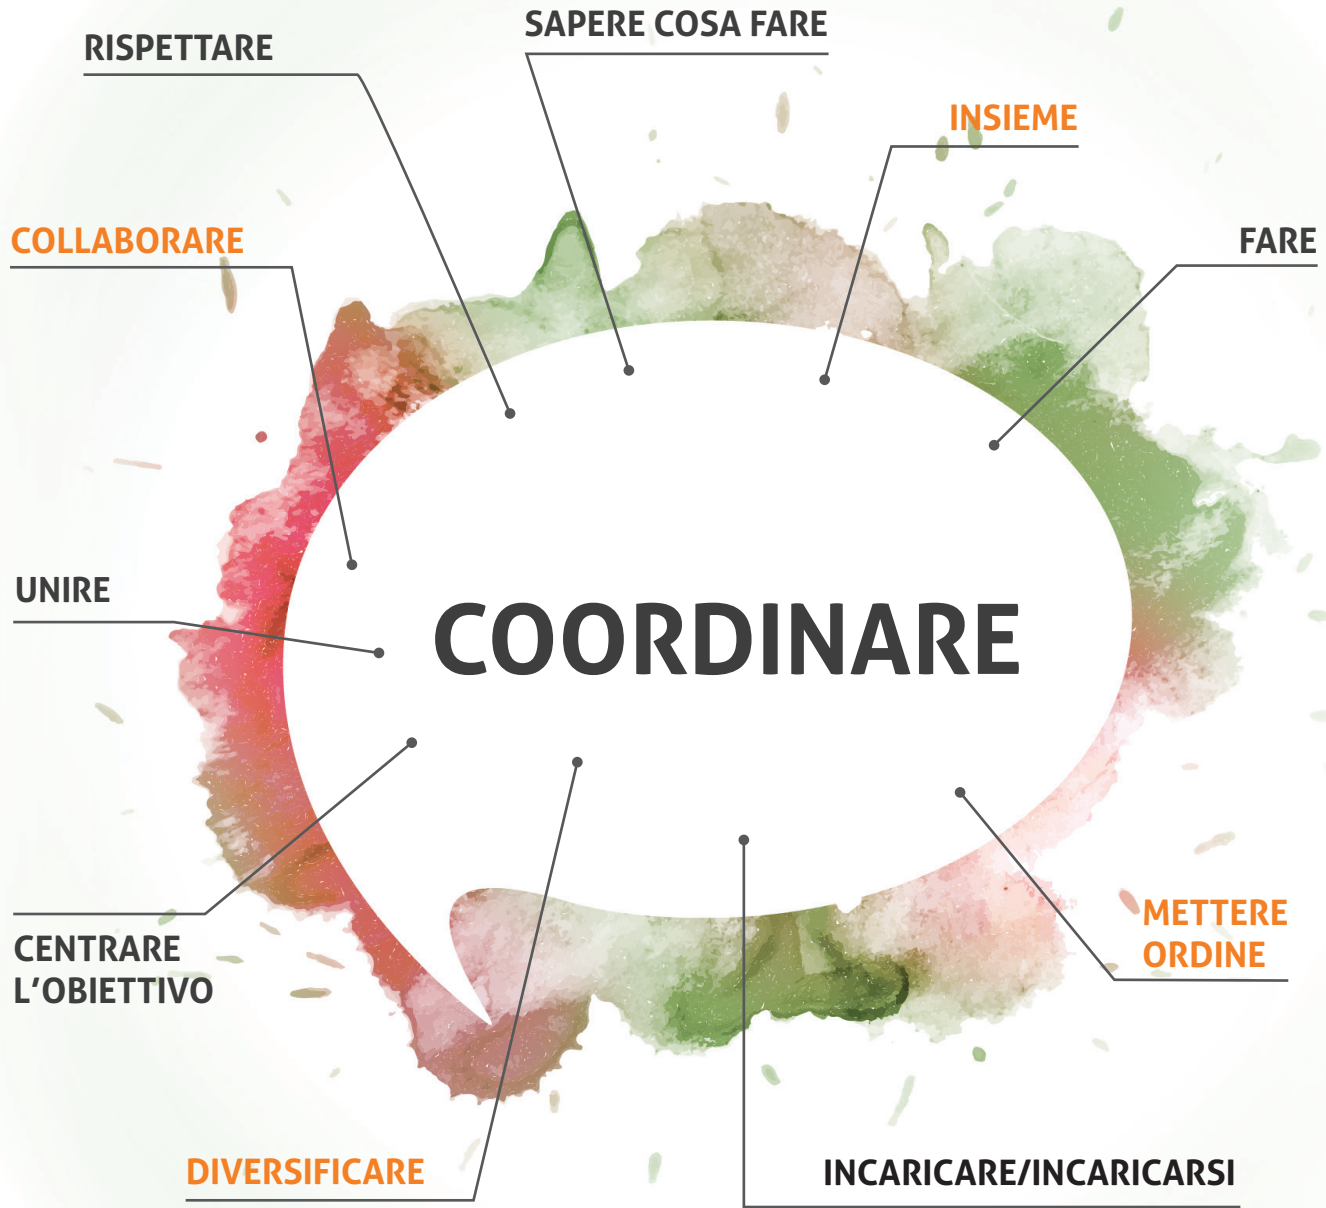 SAPERE COSA FARE
RISPETTARE
INSIEME
COLLABORARE
FARE
UNIRE
COORDINARE
CENTRARE
L'OBIETTIVO
METTERE
ORDINE
DIVERSIFICARE
INCARICARE/INCARICARSI